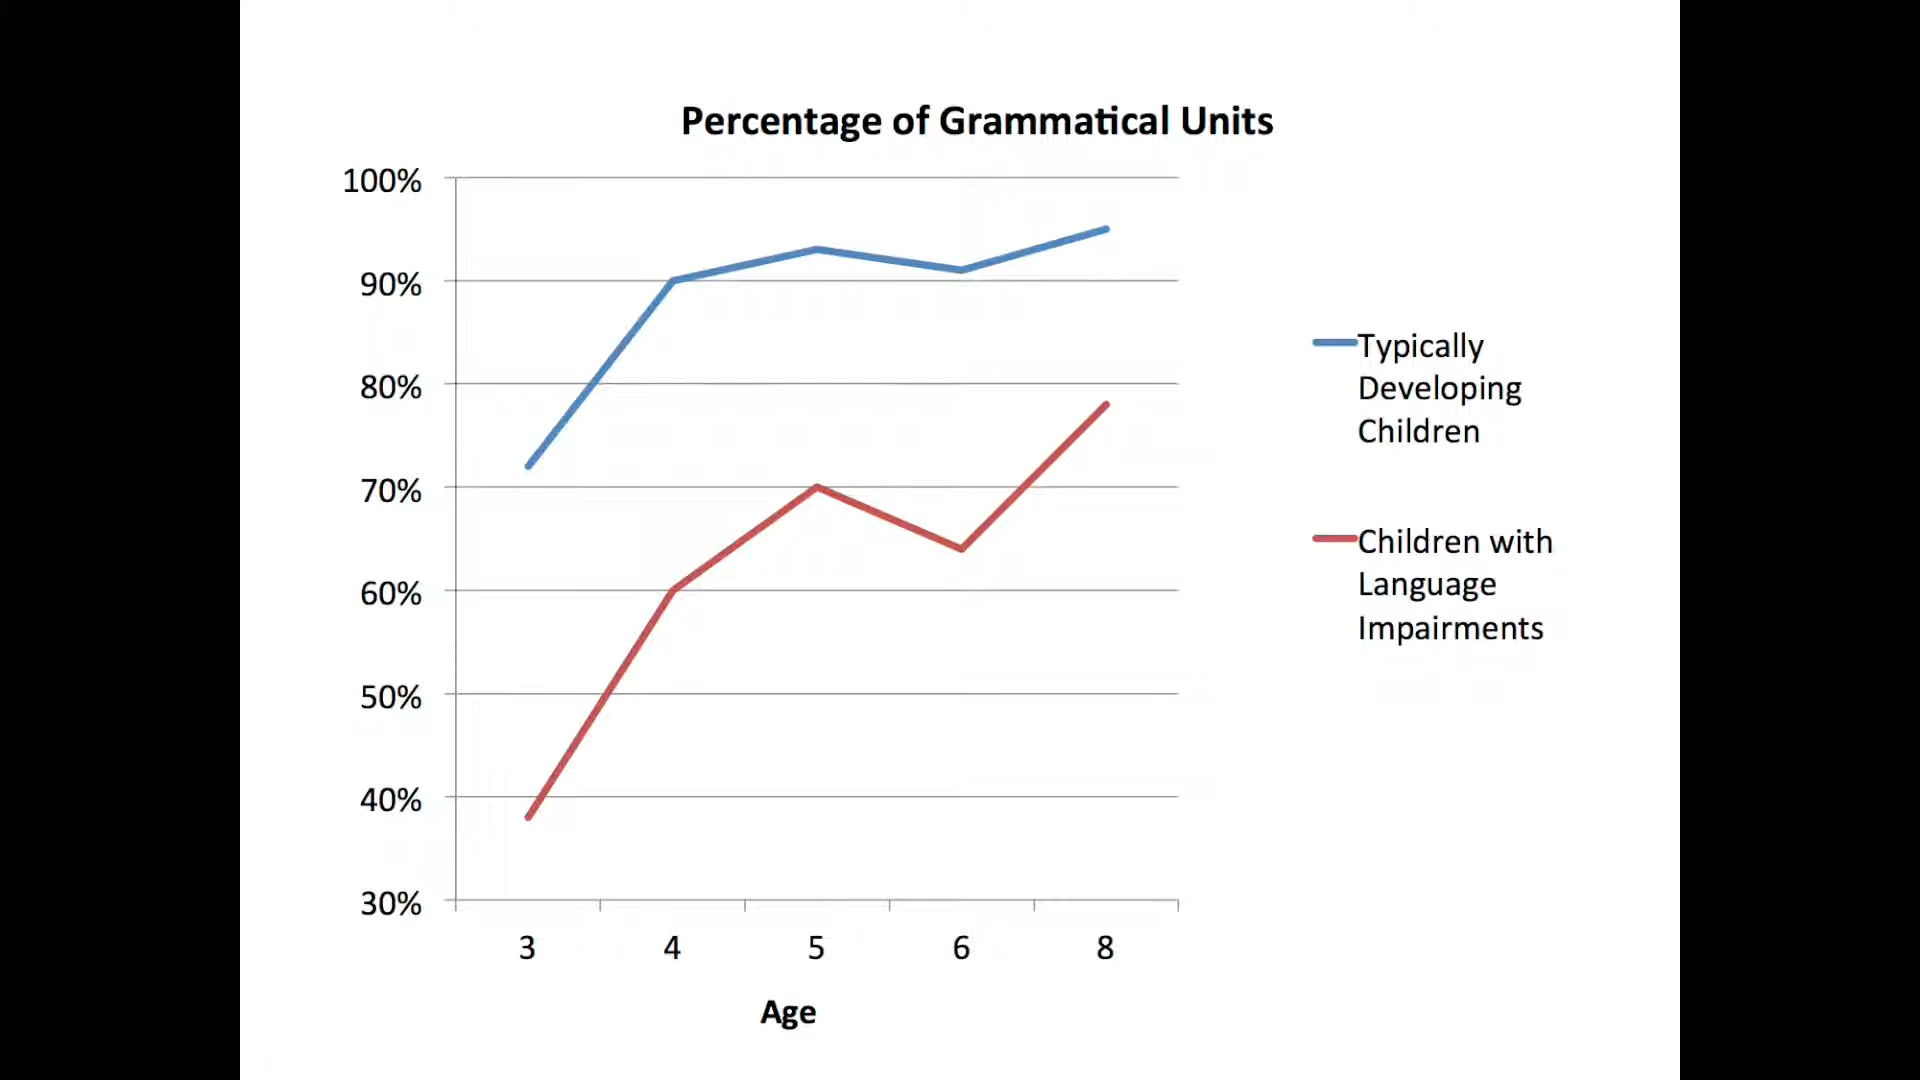 Percentage of Grammatical Units
100%
90%
80%
70%
60%
50%
40%
30%
3 4 5 6 8
Age
Typically
Developing
Children
Children with
Language
Impairments